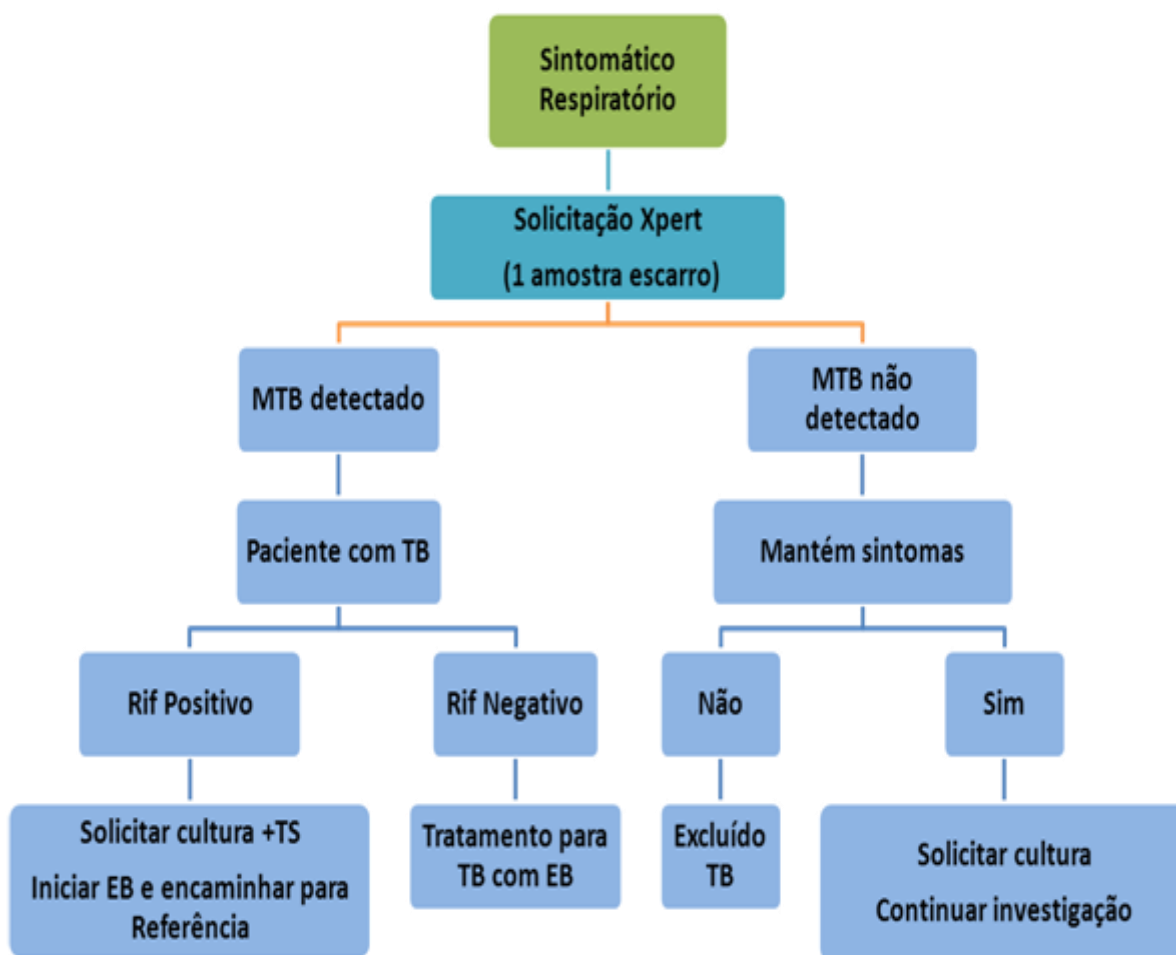 Sintomático
Respiratório
Solicitação Xpert
(1 amostra escarro)
MTB detectado
MTB não
detectado
Paciente com TB
Mantém sintomas
Rif Positivo
Rif Negativo
Não
Sim
Solicitar cultura +TS
Iniciar EB e encaminhar para
Referência
Tratamento para
TB com EB
Excluído
TB
Solicitar cultura
Continuar investigação